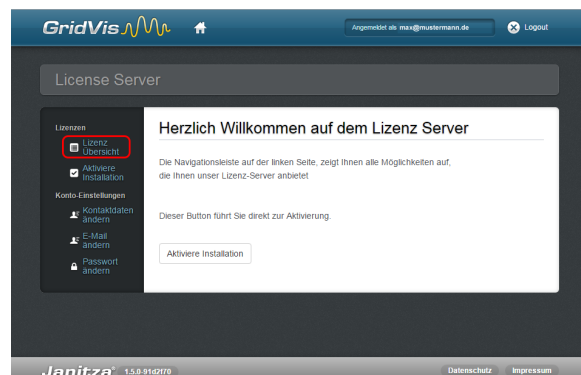 GridVis
Angemeldet als max@mustermann.de
Logout
License Server
Lizenzen
Lizenz
Übersicht
Aktiviere
Installation
Konto-Einstellungen
Kontaktdaten
ändern
E-Mail
ändern
Passwort
ändern
Herzlich Willkommen auf dem Lizenz Server
Die Navigationsleiste auf der linken Seite, zeigt Ihnen alle Möglichkeiten auf,
die Ihnen unser Lizenz-Server anbietet
Dieser Button führt Sie direkt zur Aktivierung.
Aktiviere Installation
Janitza® 1.5.0-91d2f70
Datenschutz Impressum